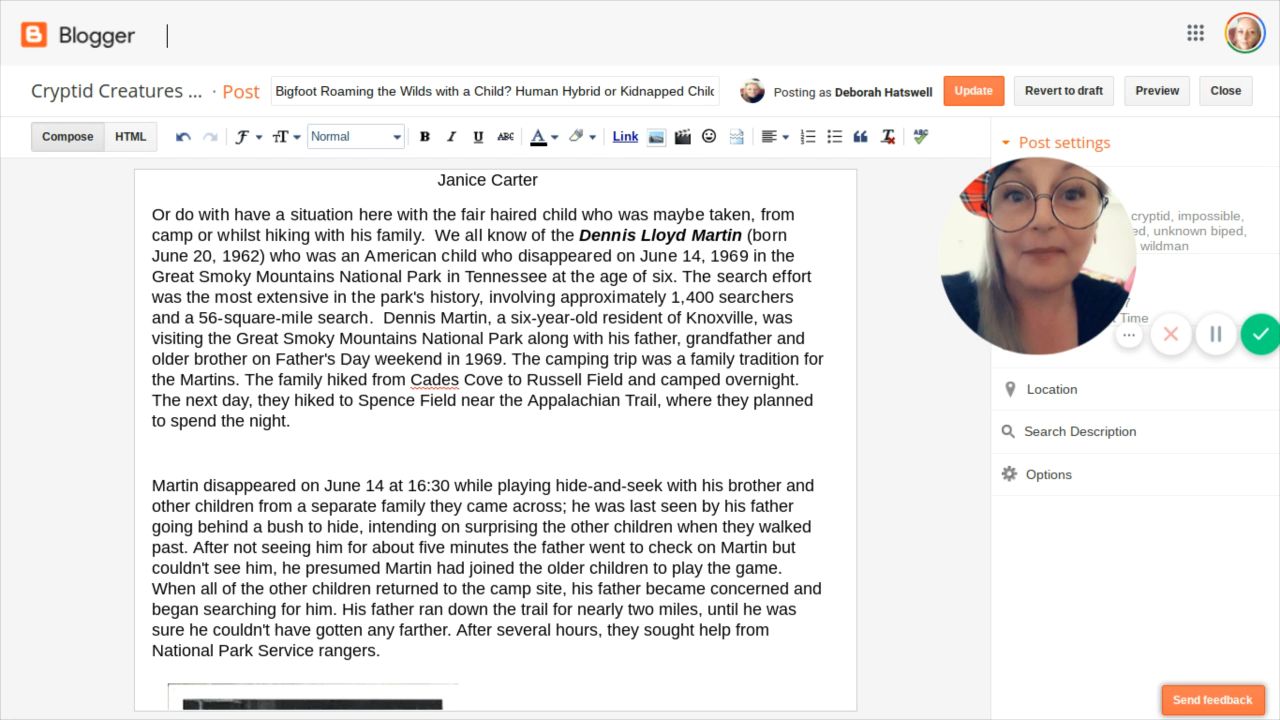 Blogger
Cryptid Creatures ... · Post
Bigfoot Roaming the Wilds with a Child? Human Hybrid or Kidnapped Child
Posting as Deborah Hatswell
Update
Revert to draft
Preview
Close
Compose
HTML
Normal
B I U ABC A Link
Post settings
Janice Carter
Or do with have a situation here with the fair haired child who was maybe taken, from
camp or whilst hiking with his family.  We all know of the Dennis Lloyd Martin (born
June 20, 1962) who was an American child who disappeared on June 14, 1969 in the
Great Smoky Mountains National Park in Tennessee at the age of six. The search effort
was the most extensive in the park's history, involving approximately 1,400 searchers
and a 56-square-mile search.  Dennis Martin, a six-year-old resident of Knoxville, was
visiting the Great Smoky Mountains National Park along with his father, grandfather and
older brother on Father's Day weekend in 1969. The camping trip was a family tradition for
the Martins. The family hiked from Cades Cove to Russell Field and camped overnight.
The next day, they hiked to Spence Field near the Appalachian Trail, where they planned
to spend the night.
Martin disappeared on June 14 at 16:30 while playing hide-and-seek with his brother and
other children from a separate family they came across; he was last seen by his father
going behind a bush to hide, intending on surprising the other children when they walked
past. After not seeing him for about five minutes the father went to check on Martin but
couldn't see him, he presumed Martin had joined the older children to play the game.
When all of the other children returned to the camp site, his father became concerned and
began searching for him. His father ran down the trail for nearly two miles, until he was
sure he couldn't have gotten any farther. After several hours, they sought help from
National Park Service rangers.
cryptid, impossible,
ed, unknown biped,
wildman
Time
Location
Search Description
Options
Send feedback